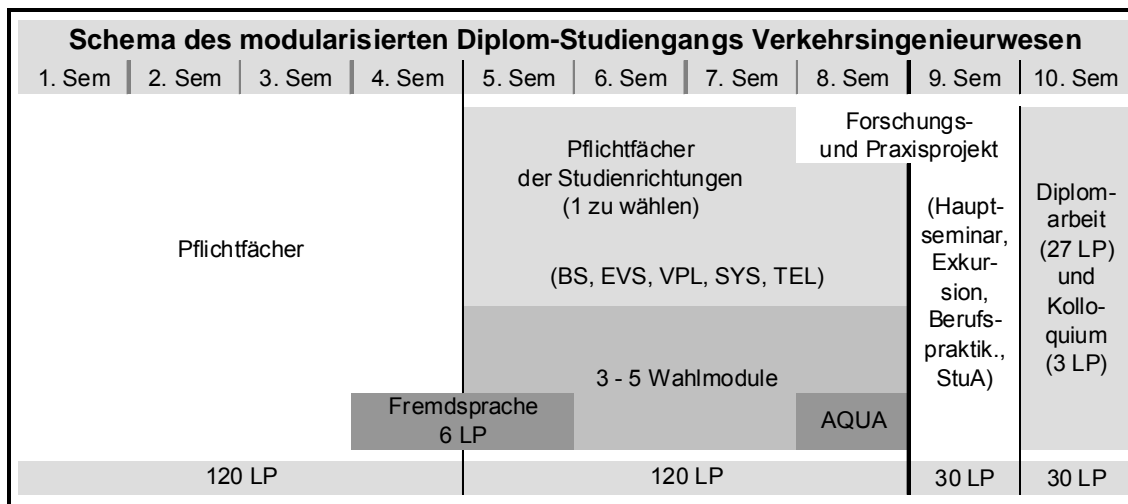 Schema des modularisierten Diplom-Studiengangs Verkehrsingenieurwesen
1. Sem 2. Sem 3. Sem 4. Sem 5. Sem 6. Sem 7. Sem 8. Sem 9. Sem 10. Sem
Pflichtfächer
Pflichtfächer
der Studienrichtungen
(1 zu wählen)
(BS, EVS, VPL, SYS, TEL)
3 - 5 Wahlmodule
Fremdsprache
6 LP
AQUA
Forschungs-
und Praxisprojekt
(Haupt-
seminar,
Exkur-
sion,
Berufs-
praktik.,
StuA)
Diplom-
arbeit
(27 LP)
und
Kollo-
quium
(3 LP)
120 LP 120 LP 30 LP 30 LP